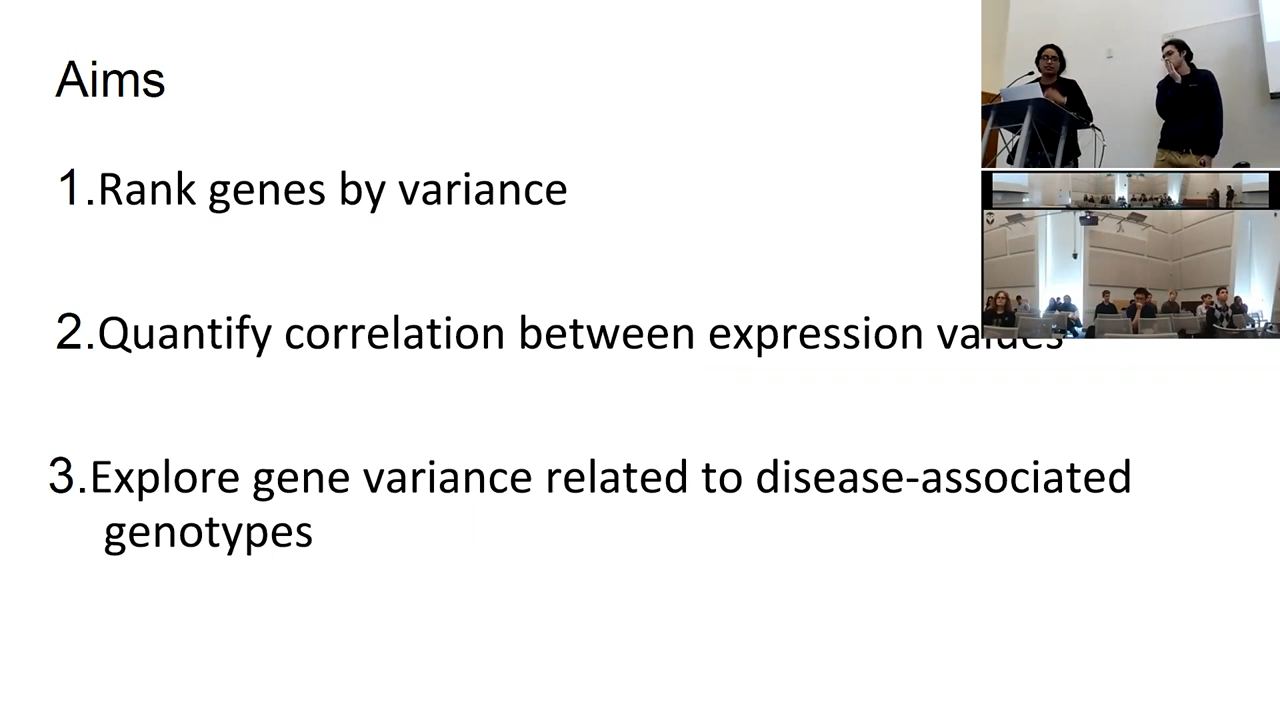 Aims
1.Rank genes by variance
2.Quantify correlation between expression values
3.Explore gene variance related to disease-associated
genotypes